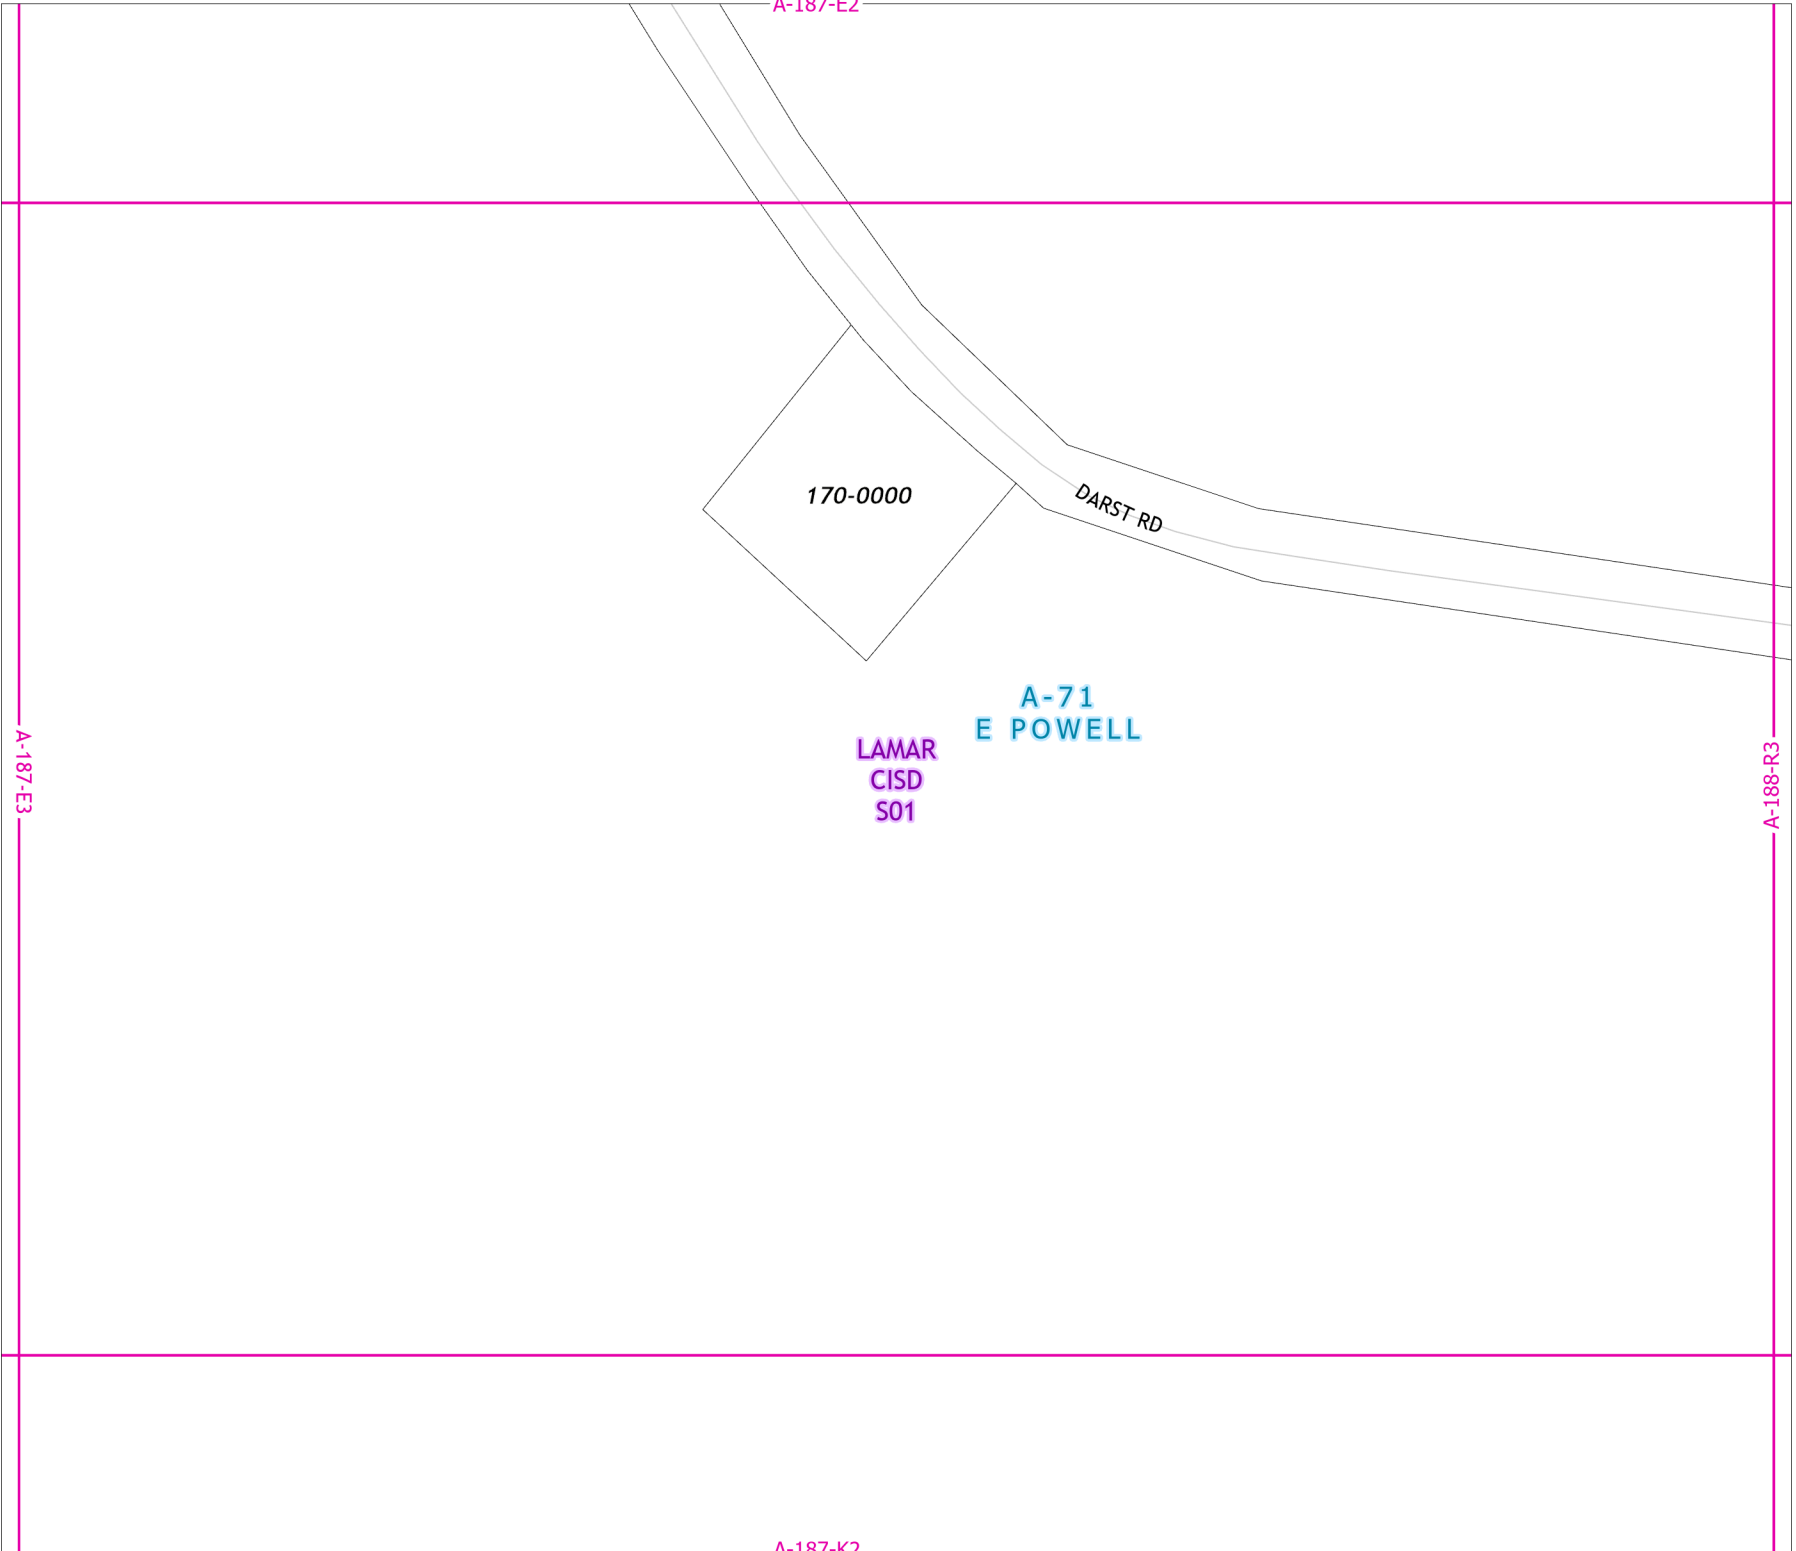 A-187-E2
170-0000
DARST RD
A-71
E POWELL
LAMAR
CISD
S01
A-187-E3
A-188-R3
A-187-K2